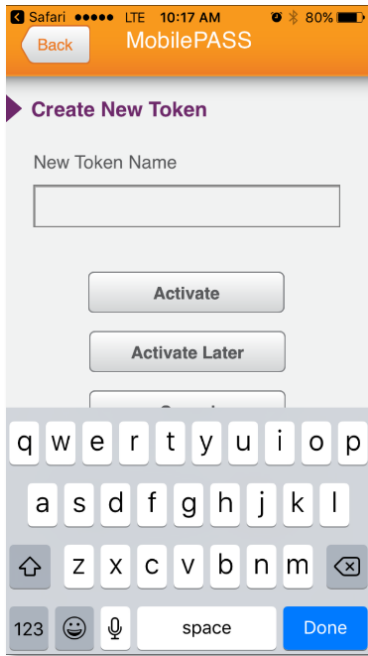 Safari LTE 10:17 AM 80%
Back MobilePASS
Create New Token
New Token Name
Activate
Activate Later
q w e r t y u i o p
a s d f g h j k l
z x c v b n m
123 space Done